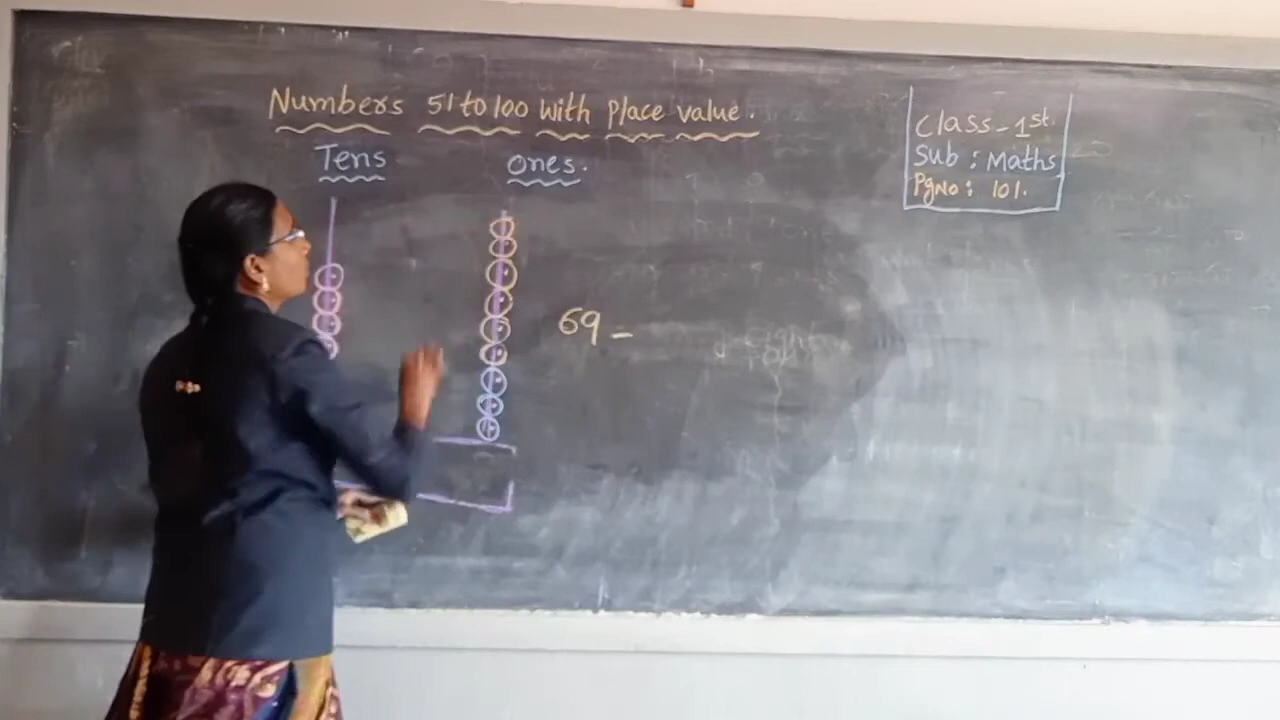 Numbers 51 to 100 with Place value.
Class - 1st.
Sub : Maths
PgNo : 101.
Tens
ones.
69 =